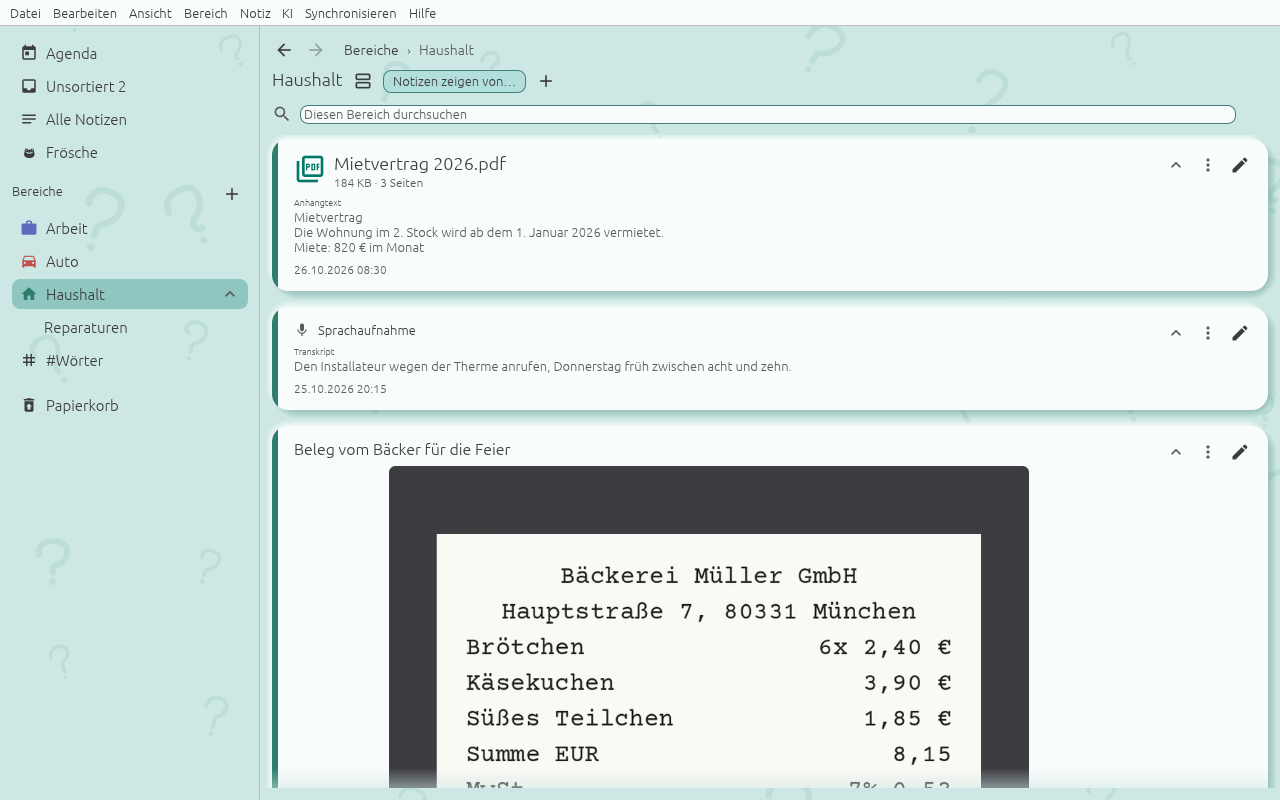 Datei Bearbeiten Ansicht Bereich Notiz KI Synchronisieren Hilfe
Agenda
Unsortiert 2
Alle Notizen
Frösche
Bereiche
Arbeit
Auto
Haushalt
Reparaturen
#Wörter
Papierkorb
Bereiche › Haushalt
Haushalt Notizen zeigen von…
Diesen Bereich durchsuchen
PDF
Mietvertrag 2026.pdf
184 KB · 3 Seiten
Anhangtext
Mietvertrag
Die Wohnung im 2. Stock wird ab dem 1. Januar 2026 vermietet.
Miete: 820 € im Monat
26.10.2026 08:30
Sprachaufnahme
Transkript
Den Installateur wegen der Therme anrufen, Donnerstag früh zwischen acht und zehn.
25.10.2026 20:15
Beleg vom Bäcker für die Feier
Bäckerei Müller GmbH
Hauptstraße 7, 80331 München
Brötchen 6x 2,40 €
Käsekuchen 3,90 €
Süßes Teilchen 1,85 €
Summe EUR 8,15
MwSt 7% 0,53